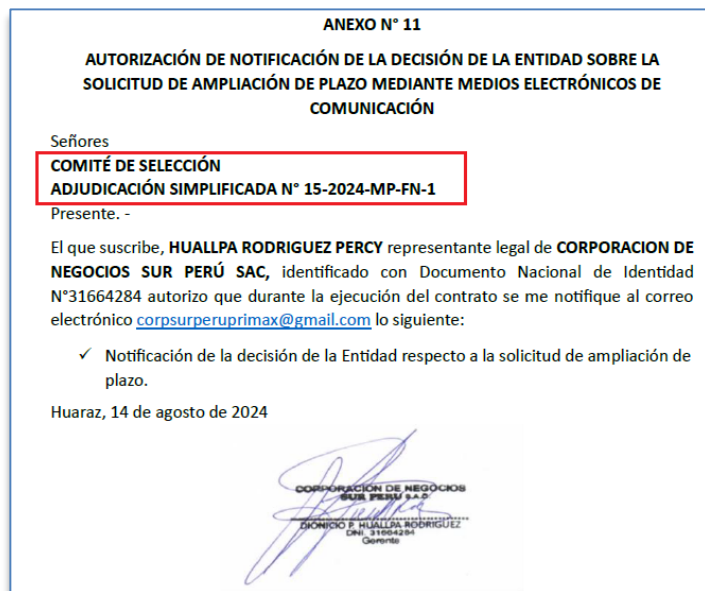 ANEXO N° 11
AUTORIZACIÓN DE NOTIFICACIÓN DE LA DECISIÓN DE LA ENTIDAD SOBRE LA
SOLICITUD DE AMPLIACIÓN DE PLAZO MEDIANTE MEDIOS ELECTRÓNICOS DE
COMUNICACIÓN
Señores
COMITÉ DE SELECCIÓN
ADJUDICACIÓN SIMPLIFICADA N° 15-2024-MP-FN-1
Presente. -
El que suscribe, HUALLPA RODRIGUEZ PERCY representante legal de CORPORACION DE
NEGOCIOS SUR PERÚ SAC, identificado con Documento Nacional de Identidad
N°31664284 autorizo que durante la ejecución del contrato se me notifique al correo
electrónico corpsurperuprimax@gmail.com lo siguiente:
✓ Notificación de la decisión de la Entidad respecto a la solicitud de ampliación de
plazo.
Huaraz, 14 de agosto de 2024
CORPORACION DE NEGOCIOS
SUR PERU S.A.C.
DIONICIO P. HUALLPA RODRIGUEZ
DNI. 31664284
Gerente